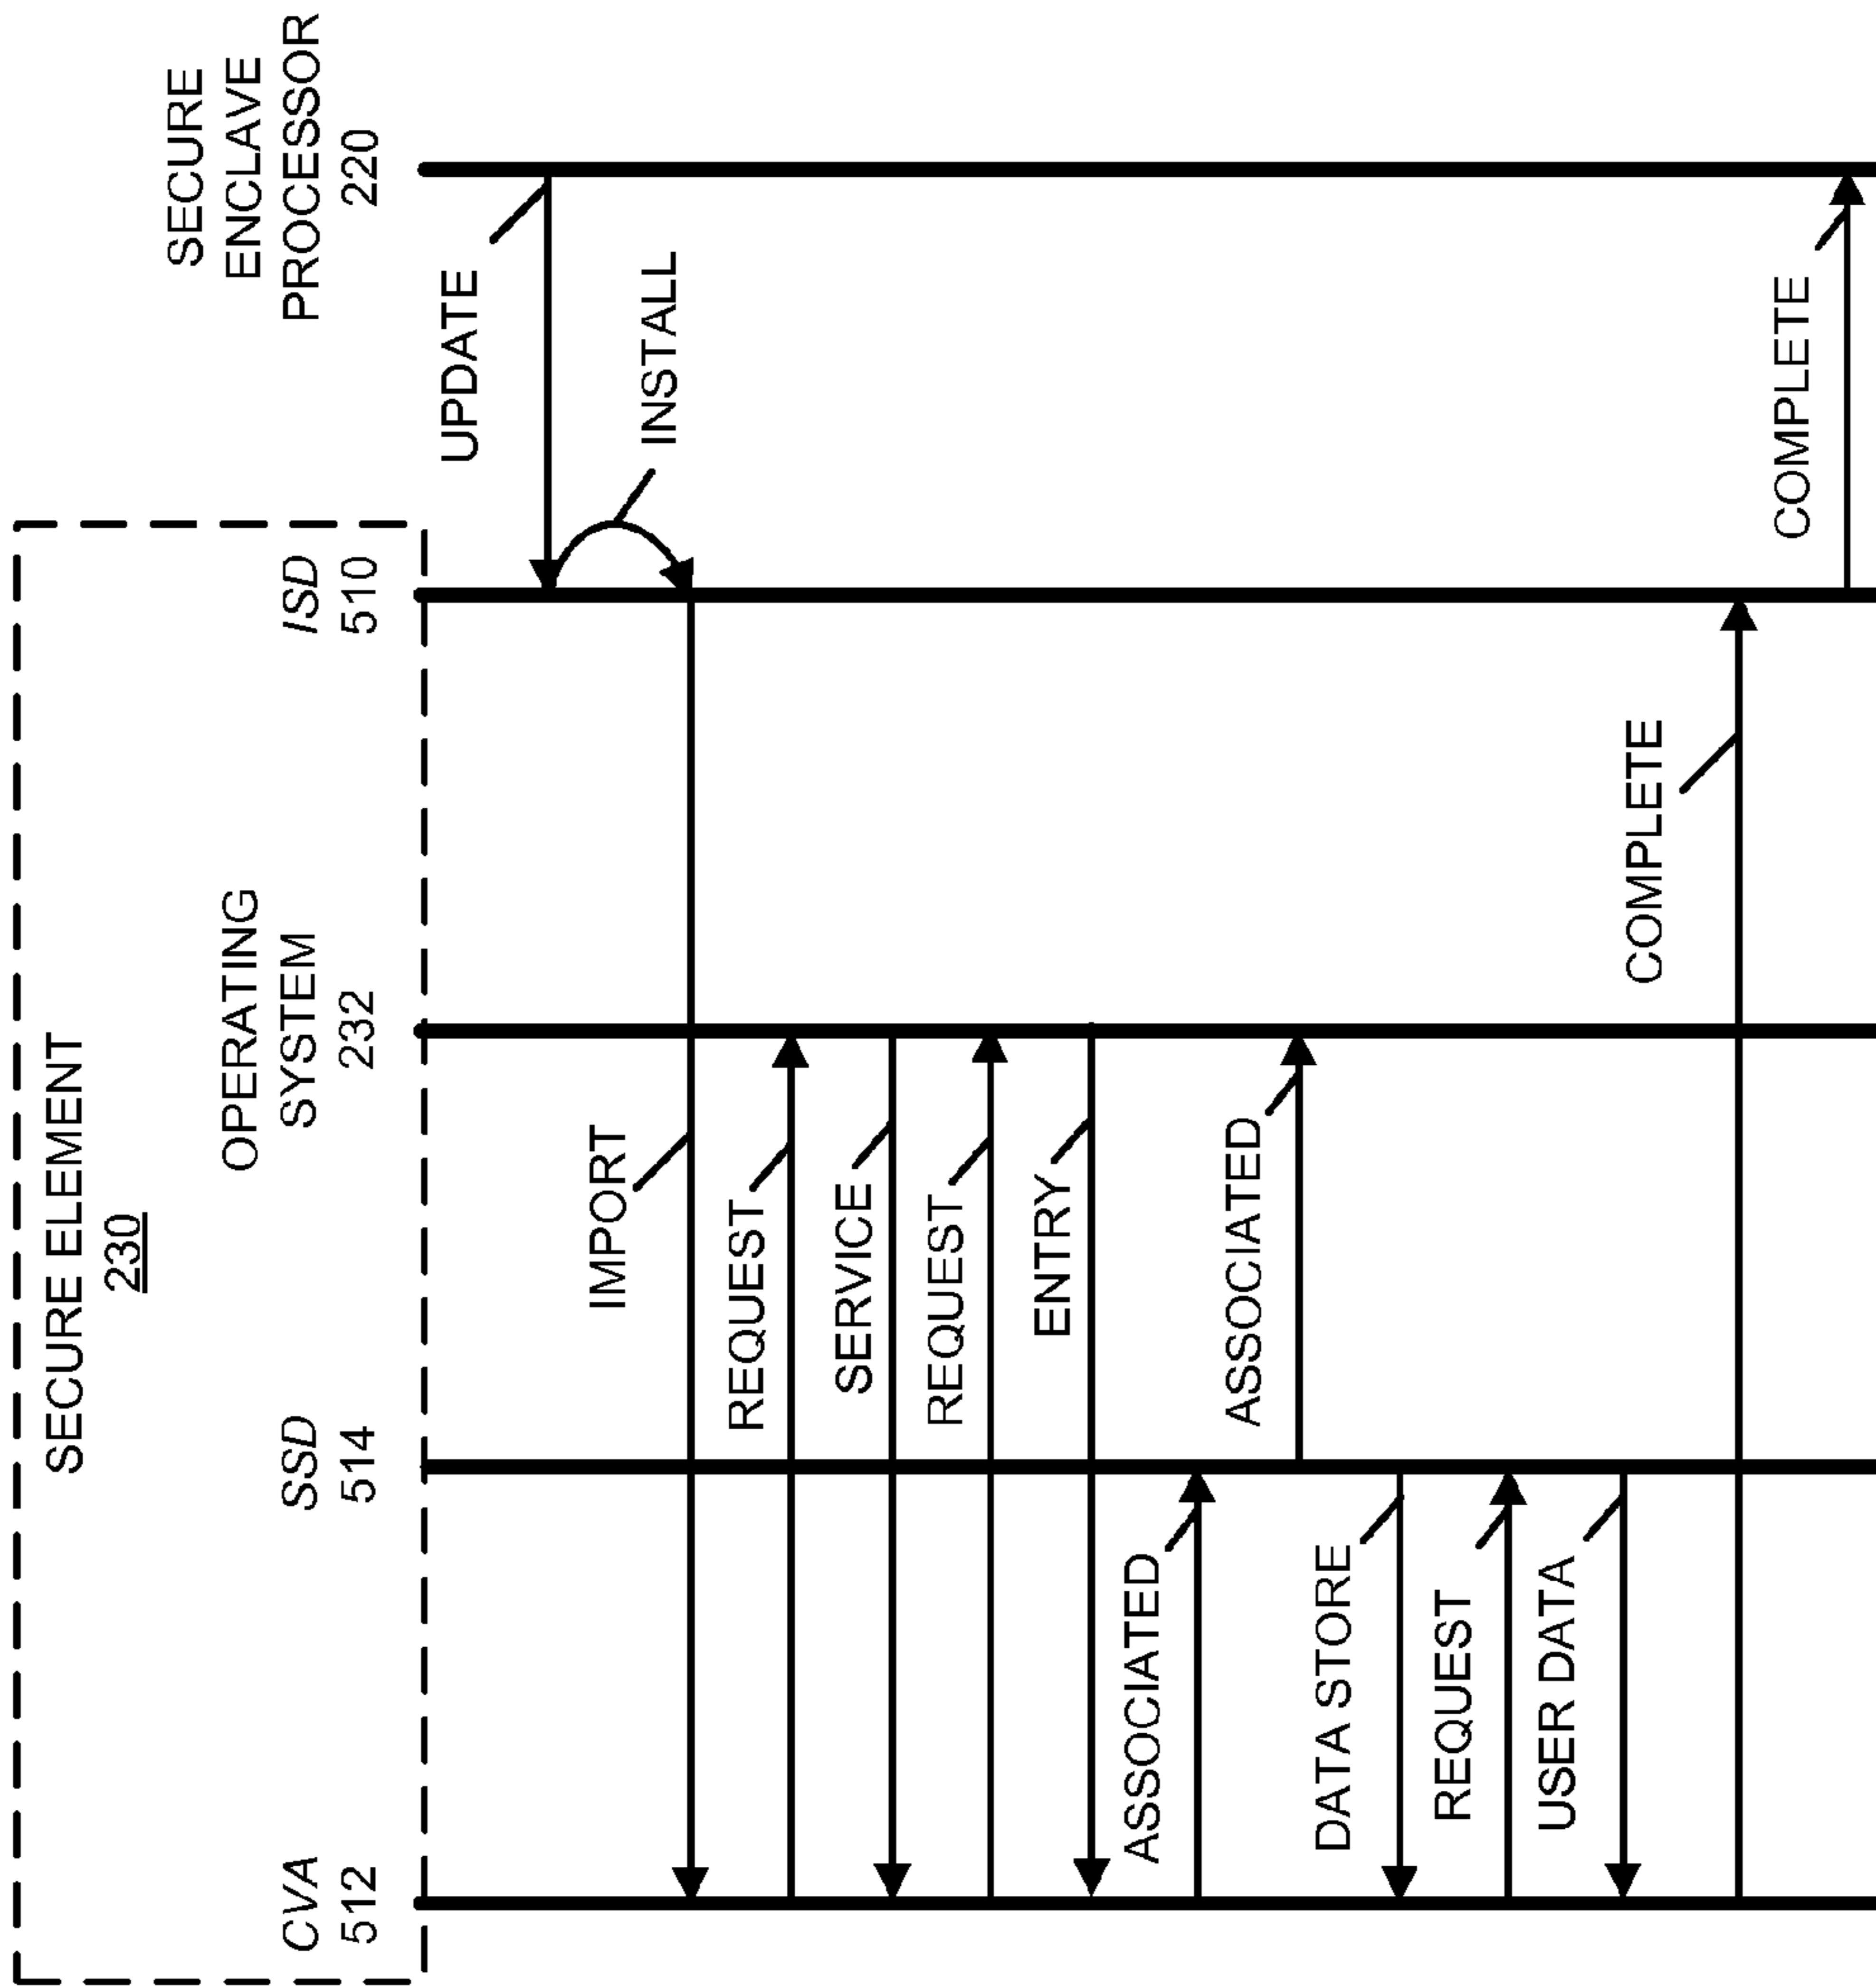 SECURE ELEMENT
230
CVA
512
SSD
514
OPERATING
SYSTEM
232
ISD
510
SECURE
ENCLAVE
PROCESSOR
220
UPDATE
INSTALL
IMPORT
REQUEST
SERVICE
REQUEST
ENTRY
ASSOCIATED
ASSOCIATED
DATA STORE
REQUEST
USER DATA
COMPLETE
COMPLETE